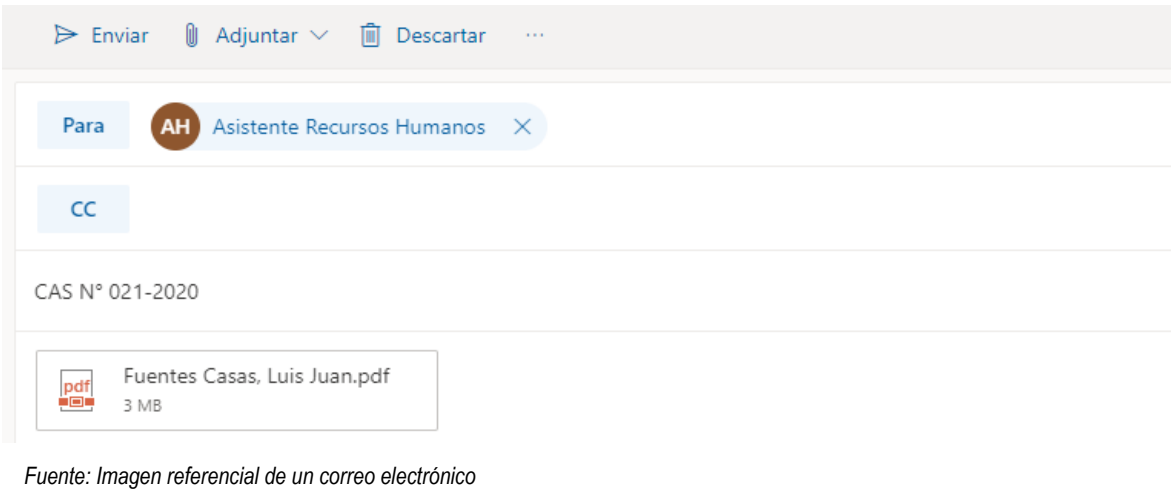 Enviar Adjuntar Descartar ...
Para AH Asistente Recursos Humanos
CC
CAS N° 021-2020
Fuentes Casas, Luis Juan.pdf
pdf
3 MB
Fuente: Imagen referencial de un correo electrónico